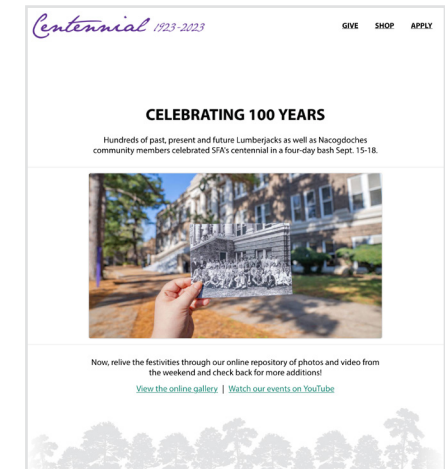 Centennial 1923-2023
GIVE SHOP APPLY
CELEBRATING 100 YEARS
Hundreds of past, present and future Lumberjacks as well as Nacogdoches
community members celebrated SFA's centennial in a four-day bash Sept. 15-18.
Now, relive the festivities through our online repository of photos and video from
the weekend and check back for more additions!
View the online gallery | Watch our events on YouTube